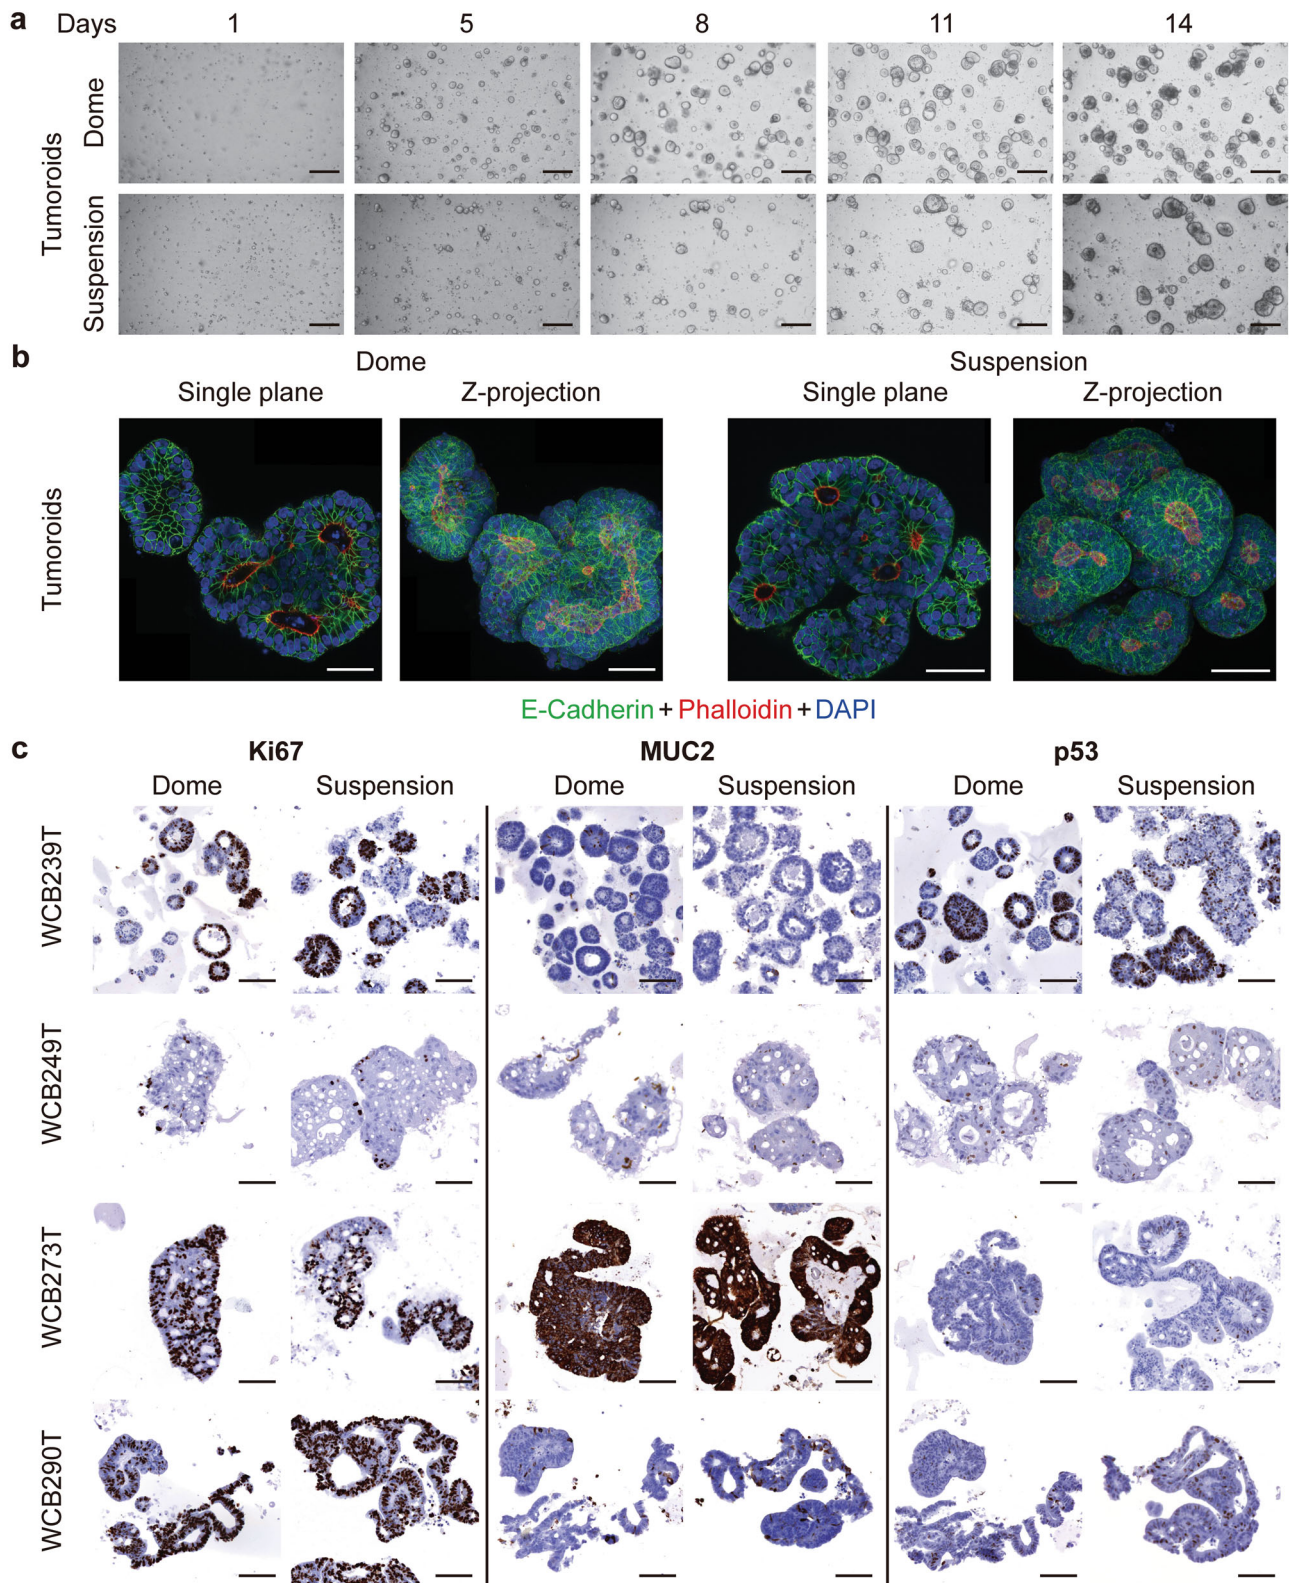 a Days 1 5 8 11 14
Tumoroids
Dome
Suspension
b Dome Suspension
Single plane Z-projection Single plane Z-projection
Tumoroids
E-Cadherin + Phalloidin + DAPI
c Ki67 MUC2 p53
Dome Suspension Dome Suspension Dome Suspension
WCB239T
WCB249T
WCB273T
WCB290T